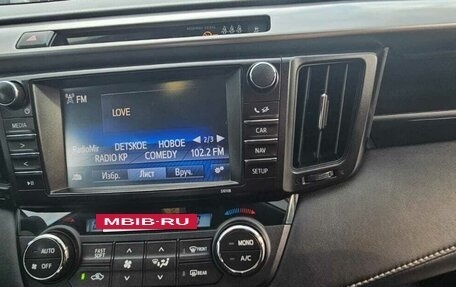 FM
LOVE
2/3
RadioMir DETSKOE НОВОЕ
RADIO KP COMEDY 102.2 FM
Избр. Лист Вруч.
MEDIA
CAR
NAV
SETUP
MBIB·RU
AUTO
OFF
FAST
SOFT
FRONT
REAR
MONO
A/C